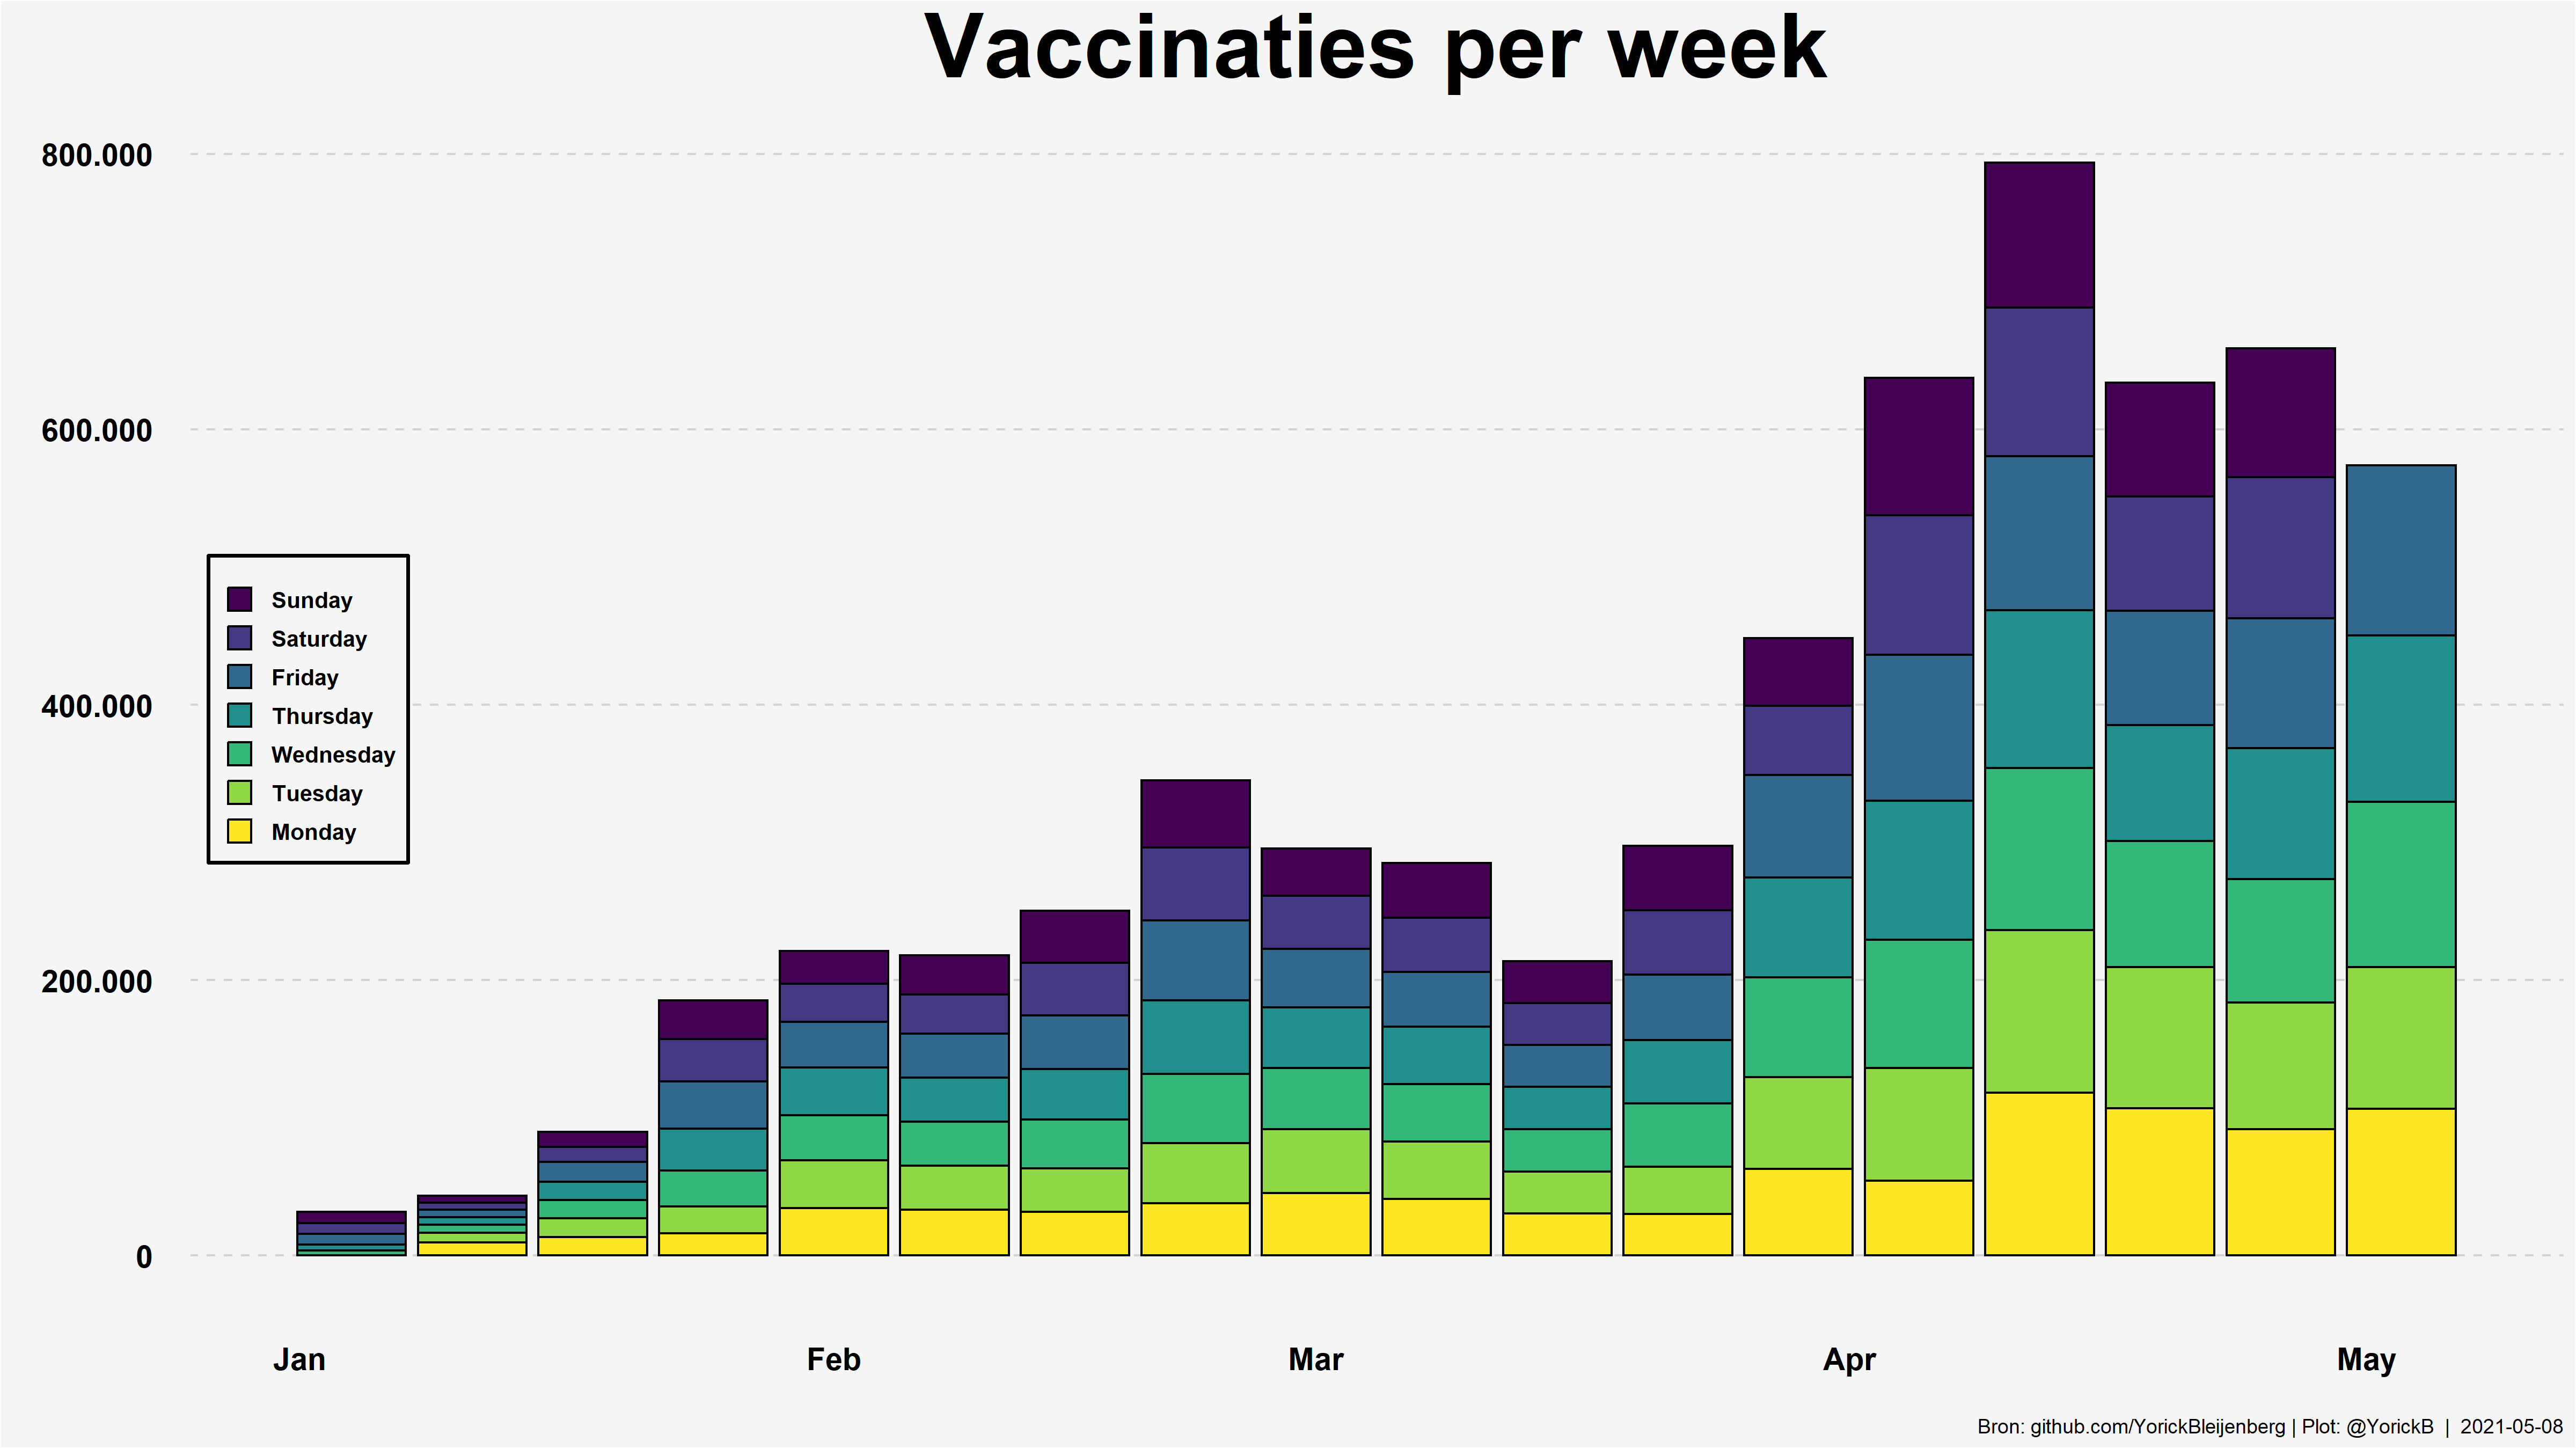 Vaccinaties per week
800.000
600.000
400.000
200.000
0
Sunday
Saturday
Friday
Thursday
Wednesday
Tuesday
Monday
Jan Feb Mar Apr May
Bron: github.com/YorickBleijenberg | Plot: @YorickB | 2021-05-08